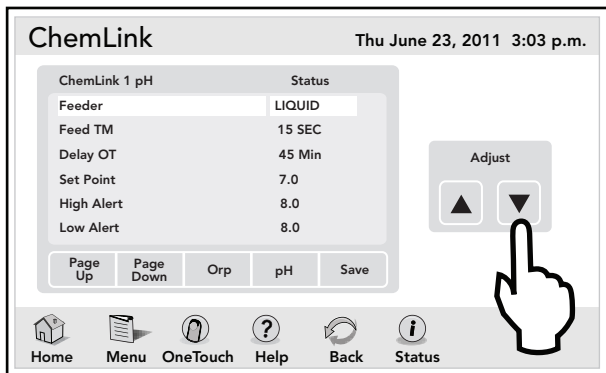 ChemLink
Thu June 23, 2011 3:03 p.m.
ChemLink 1 pH Status
Feeder LIQUID
Feed TM 15 SEC
Delay OT 45 Min
Set Point 7.0
High Alert 8.0
Low Alert 8.0
Page Up Page Down Orp pH Save
Adjust
Home Menu OneTouch Help Back Status